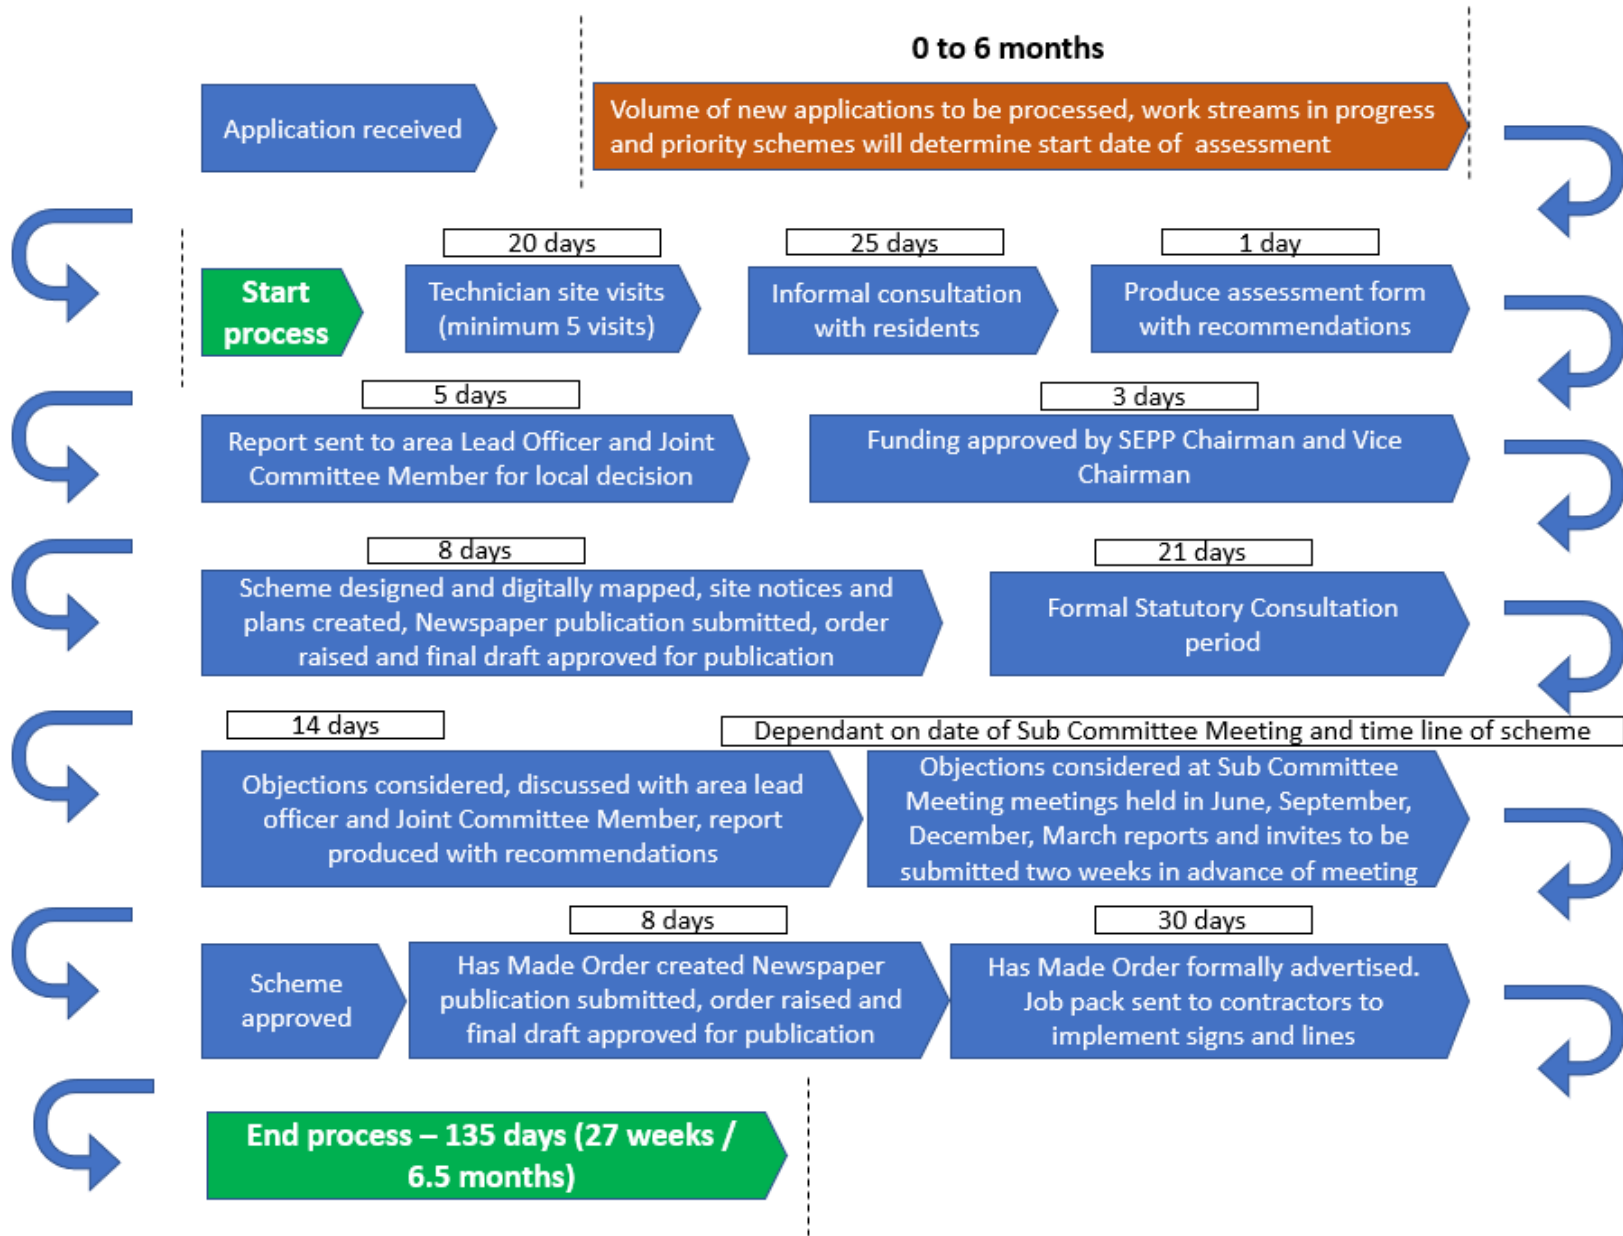 0 to 6 months
Application received
Volume of new applications to be processed, work streams in progress
and priority schemes will determine start date of assessment
20 days
25 days
1 day
Start
process
Technician site visits
(minimum 5 visits)
Informal consultation
with residents
Produce assessment form
with recommendations
5 days
3 days
Report sent to area Lead Officer and Joint
Committee Member for local decision
Funding approved by SEPP Chairman and Vice
Chairman
8 days
21 days
Scheme designed and digitally mapped, site notices and
plans created, Newspaper publication submitted, order
raised and final draft approved for publication
Formal Statutory Consultation
period
14 days
Dependant on date of Sub Committee Meeting and time line of scheme
Objections considered, discussed with area lead
officer and Joint Committee Member, report
produced with recommendations
Objections considered at Sub Committee
Meeting meetings held in June, September,
December, March reports and invites to be
submitted two weeks in advance of meeting
8 days
30 days
Scheme
approved
Has Made Order created Newspaper
publication submitted, order raised and
final draft approved for publication
Has Made Order formally advertised.
Job pack sent to contractors to
implement signs and lines
End process – 135 days (27 weeks /
6.5 months)